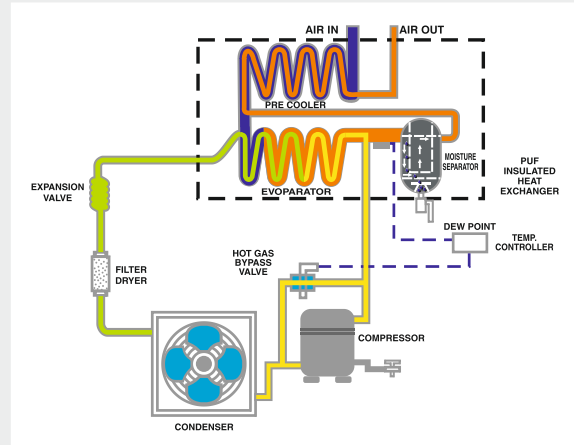 AIR IN
AIR OUT
PRE COOLER
EVOPARATOR
MOISTURE
SEPARATOR
PUF
INSULATED
HEAT
EXCHANGER
EXPANSION
VALVE
DEW POINT
TEMP.
CONTROLLER
HOT GAS
BYPASS
VALVE
FILTER
DRYER
COMPRESSOR
CONDENSER